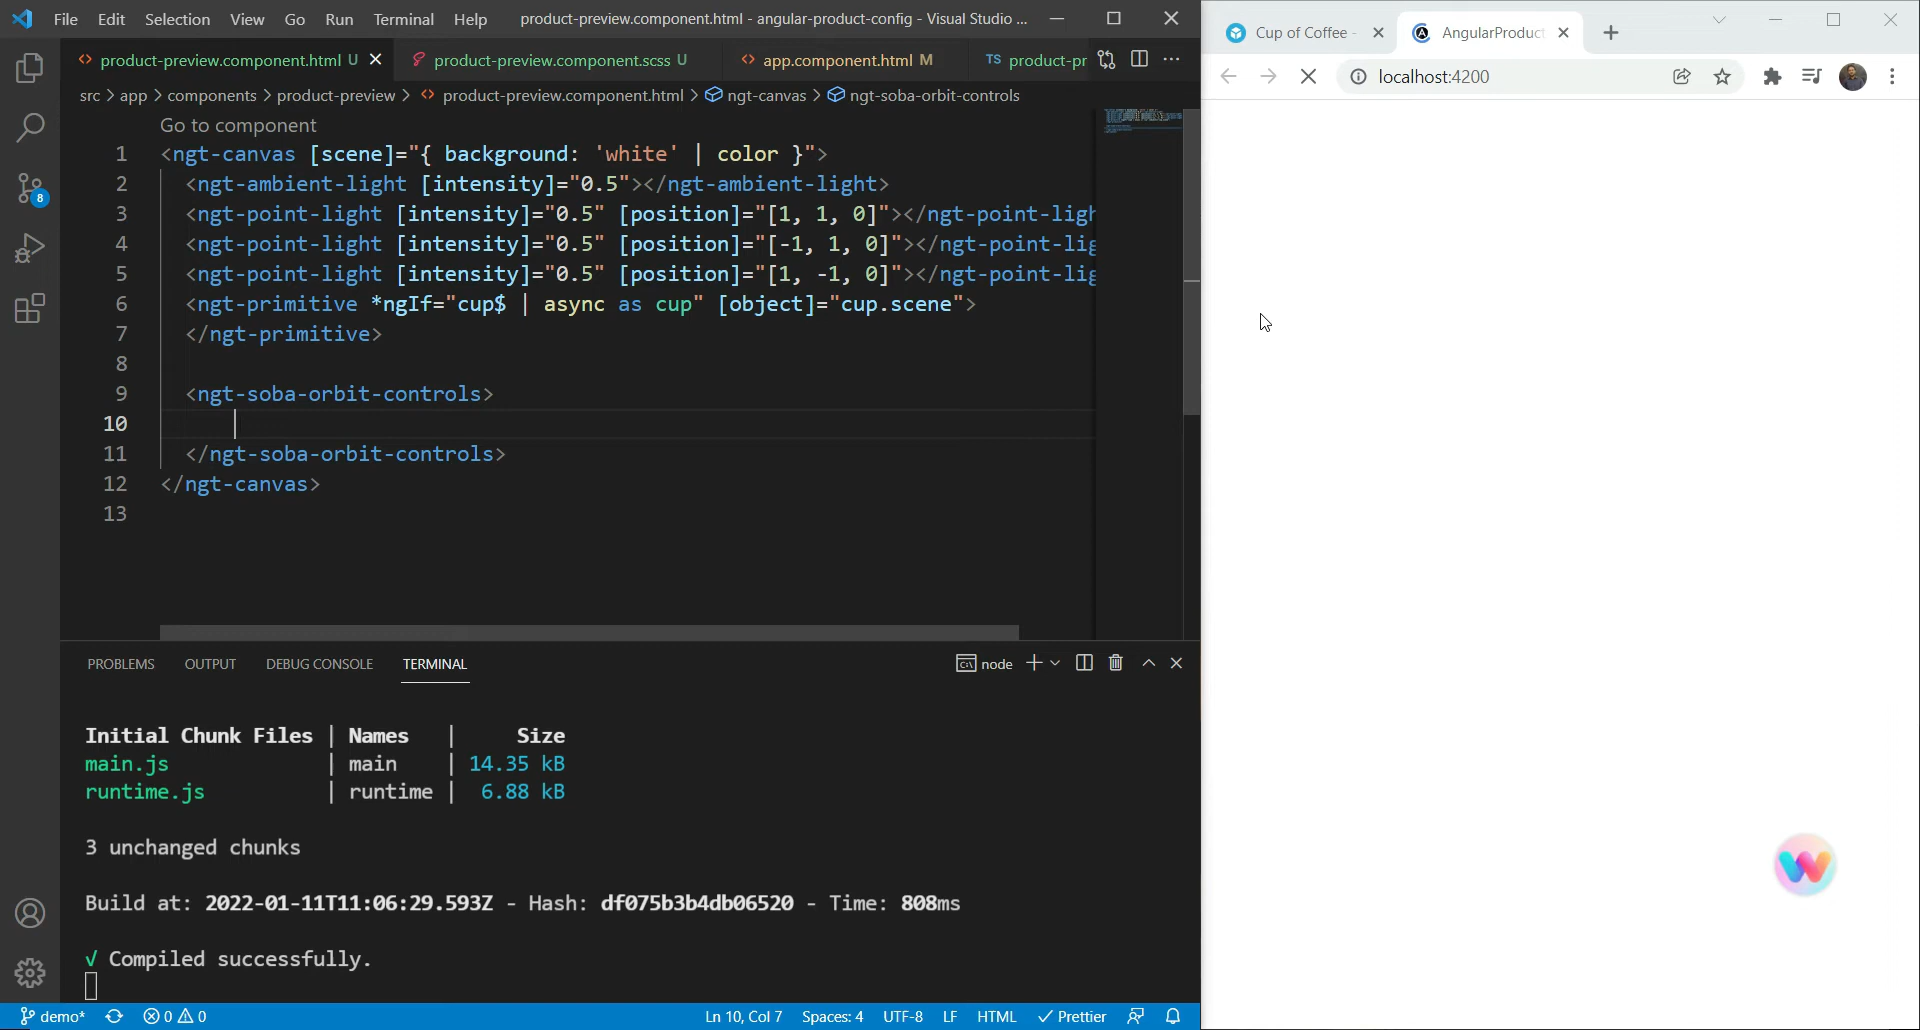 File Edit Selection View Go Run Terminal Help product-preview.component.html - angular-product-config - Visual Studio ...
product-preview.component.html U product-preview.component.scss U app.component.html M TS product-pr
src > app > components > product-preview > product-preview.component.html > ngt-canvas > ngt-soba-orbit-controls
Go to component
1 <ngt-canvas [scene]="{ background: 'white' | color }">
2 <ngt-ambient-light [intensity]="0.5"></ngt-ambient-light>
3 <ngt-point-light [intensity]="0.5" [position]="[1, 1, 0]"></ngt-point-ligh
4 <ngt-point-light [intensity]="0.5" [position]="[-1, 1, 0]"></ngt-point-lig
5 <ngt-point-light [intensity]="0.5" [position]="[1, -1, 0]"></ngt-point-lig
6 <ngt-primitive *ngIf="cup$ | async as cup" [object]="cup.scene">
7 </ngt-primitive>
8
9 <ngt-soba-orbit-controls>
10
11 </ngt-soba-orbit-controls>
12 </ngt-canvas>
13
8
PROBLEMS OUTPUT DEBUG CONSOLE TERMINAL node
Initial Chunk Files | Names | Size
main.js | main | 14.35 kB
runtime.js | runtime | 6.88 kB
3 unchanged chunks
Build at: 2022-01-11T11:06:29.593Z - Hash: df075b3b4db06520 - Time: 808ms
√ Compiled successfully.
demo* 0 0 Ln 10, Col 7 Spaces: 4 UTF-8 LF HTML Prettier
Cup of Coffee - AngularProduct
localhost:4200